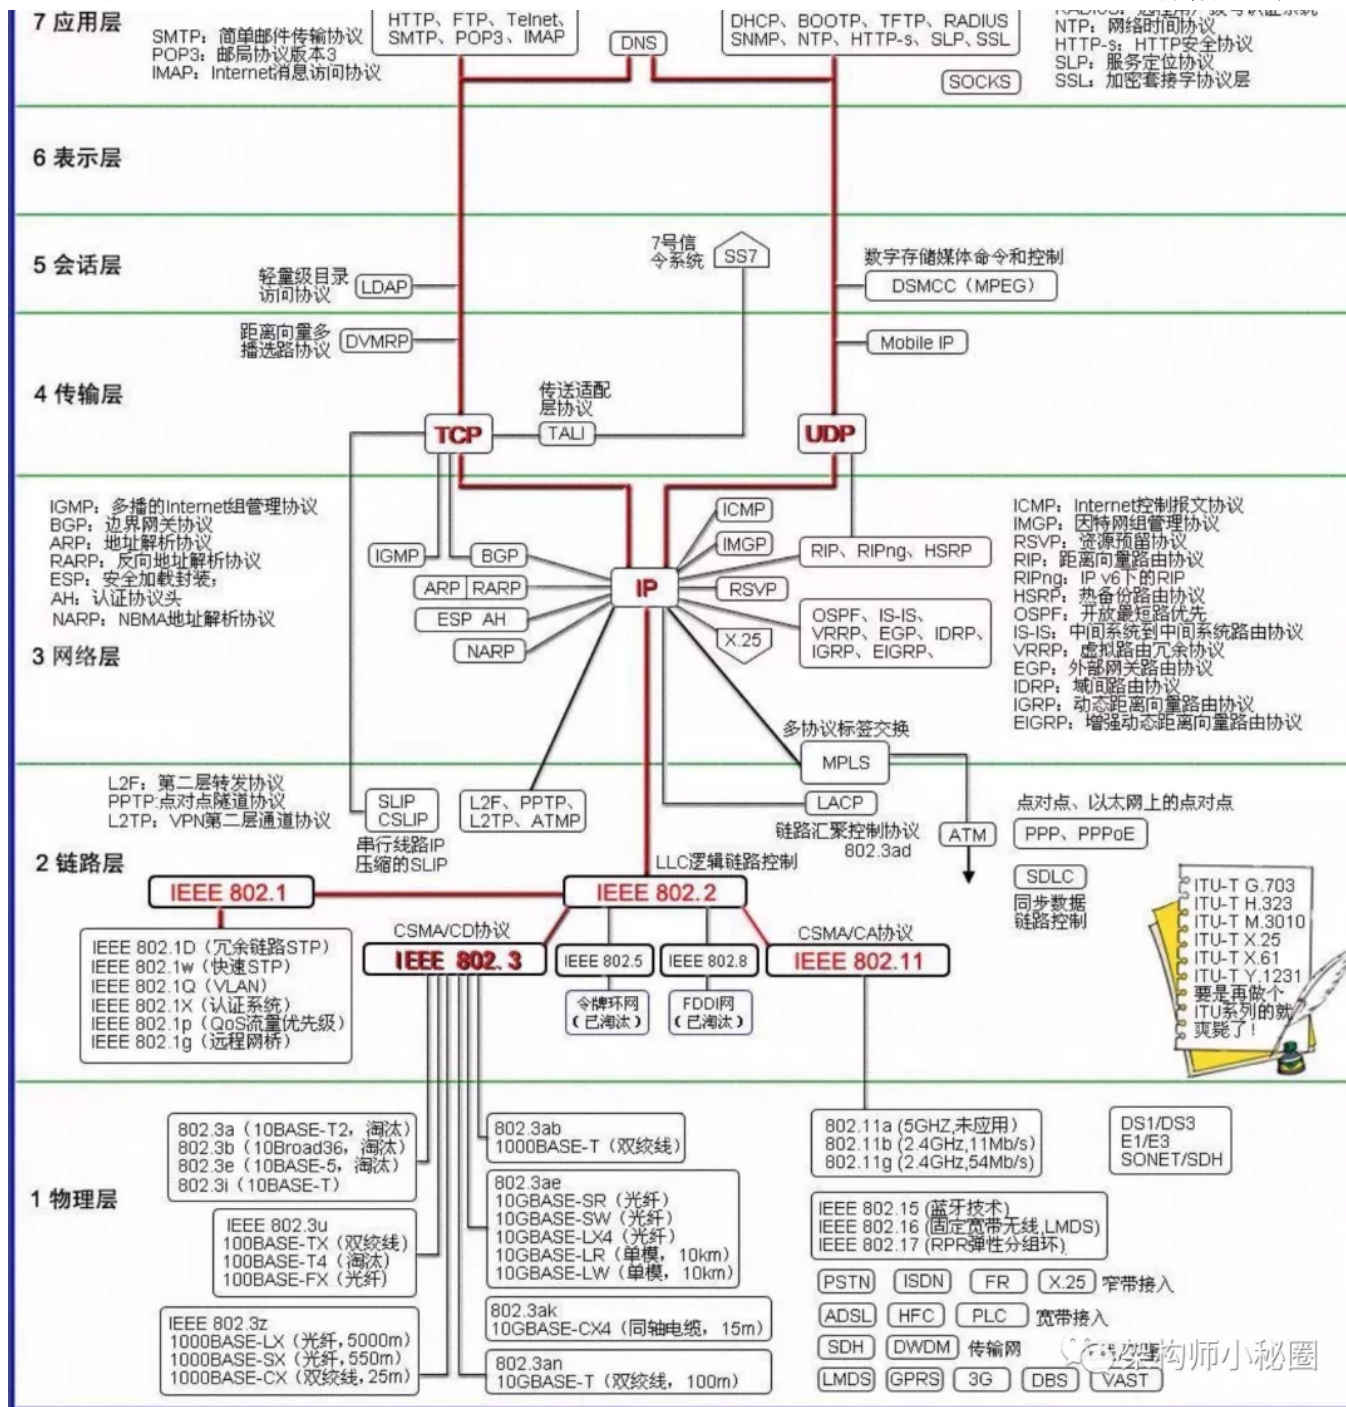 7 应用层
SMTP：简单邮件传输协议
POP3：邮局协议版本3
IMAP：Internet消息访问协议
HTTP、FTP、Telnet、
SMTP、POP3、IMAP
DNS
DHCP、BOOTP、TFTP、RADIUS
SNMP、NTP、HTTP-s、SLP、SSL
SOCKS
NTP：网络时间协议
HTTP-s：HTTP安全协议
SLP：服务定位协议
SSL：加密套接字协议层
6 表示层
5 会话层
轻量级目录
访问协议
LDAP
7号信
令系统
SS7
数字存储媒体命令和控制
DSMCC（MPEG）
4 传输层
距离向量多
播选路协议
DVMRP
Mobile IP
传送适配
层协议
TCP
TALI
UDP
3 网络层
IGMP：多播的Internet组管理协议
BGP：边界网关协议
ARP：地址解析协议
RARP：反向地址解析协议
ESP：安全加载封装；
AH：认证协议头
NARP：NBMA地址解析协议
IGMP
BGP
ARP RARP
ESP AH
NARP
IP
ICMP
IMGP
RIP、RIPng、HSRP
RSVP
X.25
OSPF、IS-IS、
VRRP、EGP、IDRP、
IGRP、EIGRP、
ICMP：Internet控制报文协议
IMGP：因特网组管理协议
RSVP：资源预留协议
RIP：距离向量路由协议
RIPng：IP v6下的RIP
HSRP：热备份路由协议
OSPF：开放最短路优先
IS-IS：中间系统到中间系统路由协议
VRRP：虚拟路由冗余协议
EGP：外部网关路由协议
IDRP：域间路由协议
IGRP：动态距离向量路由协议
EIGRP：增强动态距离向量路由协议
多协议标签交换
MPLS
2 链路层
L2F：第二层转发协议
PPTP:点对点隧道协议
L2TP：VPN第二层通道协议
SLIP
CSLIP
串行线路IP
压缩的SLIP
L2F、PPTP、
L2TP、ATMP
LACP
链路汇聚控制协议
802.3ad
ATM
点对点、以太网上的点对点
PPP、PPPoE
SDLC
同步数据
链路控制
LLC逻辑链路控制
IEEE 802.1
IEEE 802.2
IEEE 802.1D（冗余链路STP）
IEEE 802.1w（快速STP）
IEEE 802.1Q（VLAN）
IEEE 802.1X（认证系统）
IEEE 802.1p（QoS流量优先级）
IEEE 802.1g（远程网桥）
CSMA/CD协议
IEEE 802.3
IEEE 802.5
IEEE 802.8
CSMA/CA协议
IEEE 802.11
令牌环网
（已淘汰）
FDDI网
（已淘汰）
ITU-T G.703
ITU-T H.323
ITU-T M.3010
ITU-T X.25
ITU-T X.61
ITU-T Y.1231
要是再做个
ITU系列的就
爽毙了！
1 物理层
802.3a（10BASE-T2，淘汰）
802.3b（10Broad36，淘汰）
802.3e（10BASE-5，淘汰）
802.3i（10BASE-T）
IEEE 802.3u
100BASE-TX（双绞线）
100BASE-T4（淘汰）
100BASE-FX（光纤）
IEEE 802.3z
1000BASE-LX（光纤,5000m）
1000BASE-SX（光纤,550m）
1000BASE-CX（双绞线,25m）
802.3ab
1000BASE-T（双绞线）
802.3ae
10GBASE-SR（光纤）
10GBASE-SW（光纤）
10GBASE-LX4（光纤）
10GBASE-LR（单模，10km）
10GBASE-LW（单模，10km）
802.3ak
10GBASE-CX4（同轴电缆，15m）
802.3an
10GBASE-T（双绞线，100m）
802.11a（5GHZ,未应用）
802.11b（2.4GHz,11Mb/s）
802.11g（2.4GHz,54Mb/s）
DS1/DS3
E1/E3
SONET/SDH
IEEE 802.15 (蓝牙技术)
IEEE 802.16 (固定宽带无线,LMDS)
IEEE 802.17 (RPR弹性分组环)
PSTN ISDN FR X.25 窄带接入
ADSL HFC PLC 宽带接入
SDH DWDM 传输网
LMDS GPRS 3G DBS VAST
架构师小秘圈